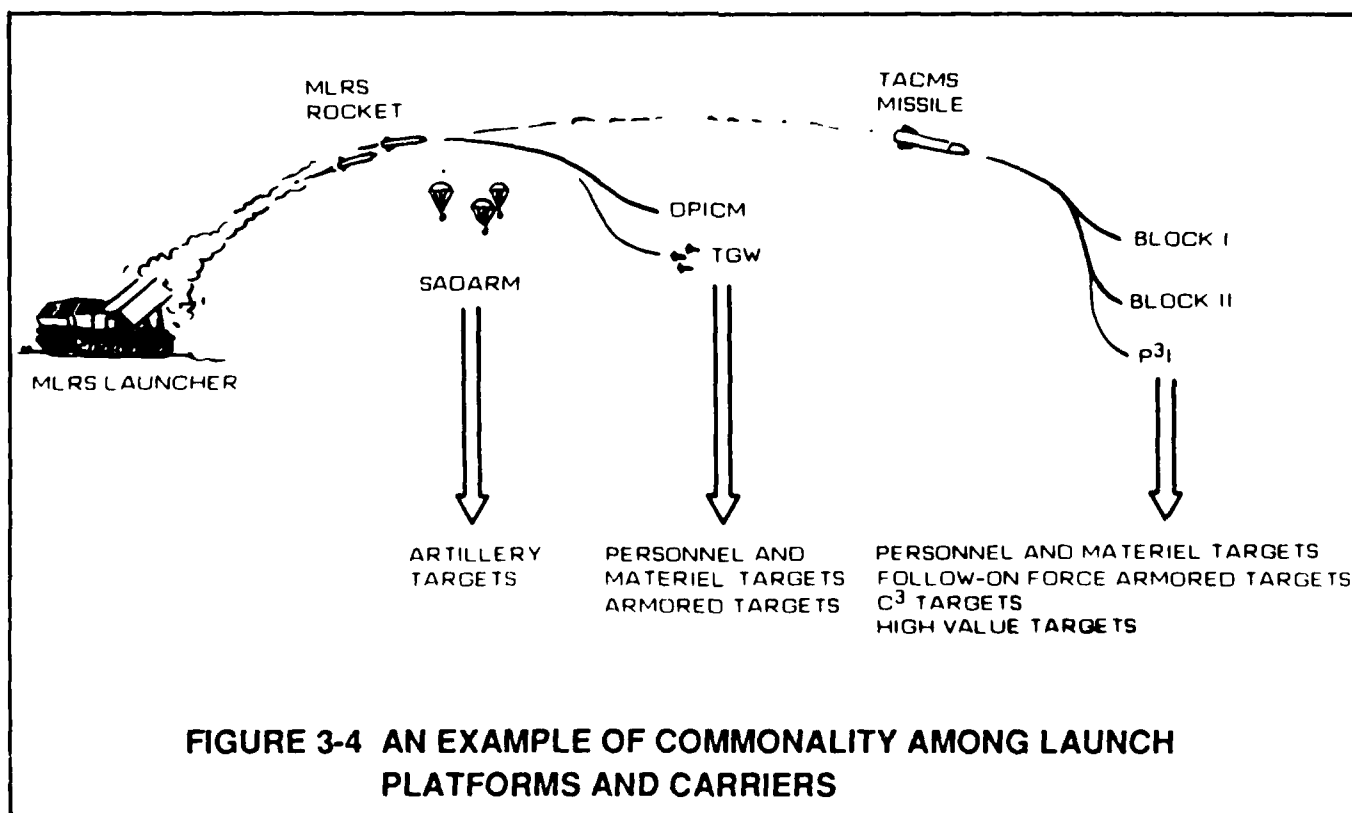 MLRS
ROCKET
TACMS
MISSILE
DPICM
TGW
SADARM
BLOCK I
BLOCK II
P³I
MLRS LAUNCHER
ARTILLERY
TARGETS
PERSONNEL AND
MATERIEL TARGETS
ARMORED TARGETS
PERSONNEL AND MATERIEL TARGETS
FOLLOW-ON FORCE ARMORED TARGETS
C³ TARGETS
HIGH VALUE TARGETS
FIGURE 3-4 AN EXAMPLE OF COMMONALITY AMONG LAUNCH
PLATFORMS AND CARRIERS